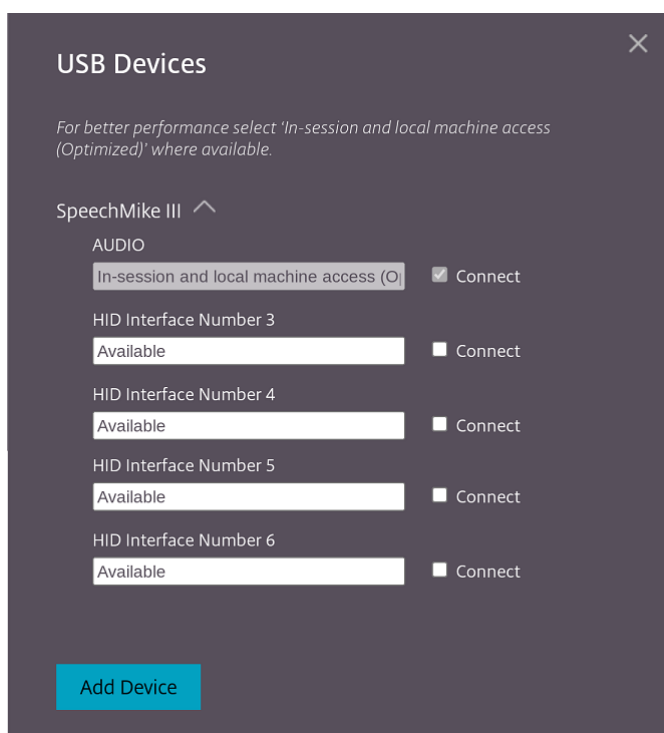 USB Devices
For better performance select 'In-session and local machine access
(Optimized)' where available.
SpeechMike III
AUDIO
In-session and local machine access (O
Connect
HID Interface Number 3
Available
Connect
HID Interface Number 4
Available
Connect
HID Interface Number 5
Available
Connect
HID Interface Number 6
Available
Connect
Add Device